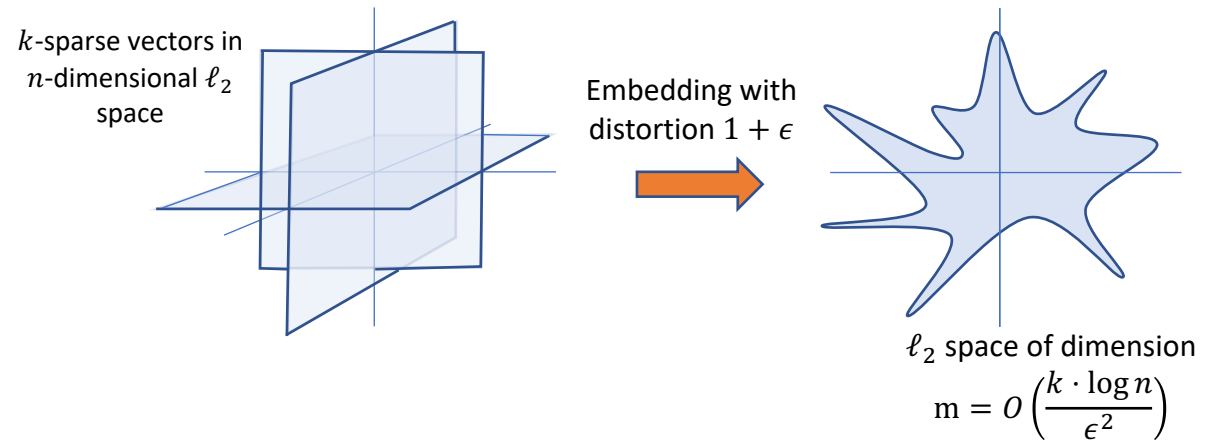 k-sparse vectors in
n-dimensional ℓ₂
space
Embedding with
distortion 1 + ϵ
ℓ₂ space of dimension
m = O(k · log n / ϵ²)